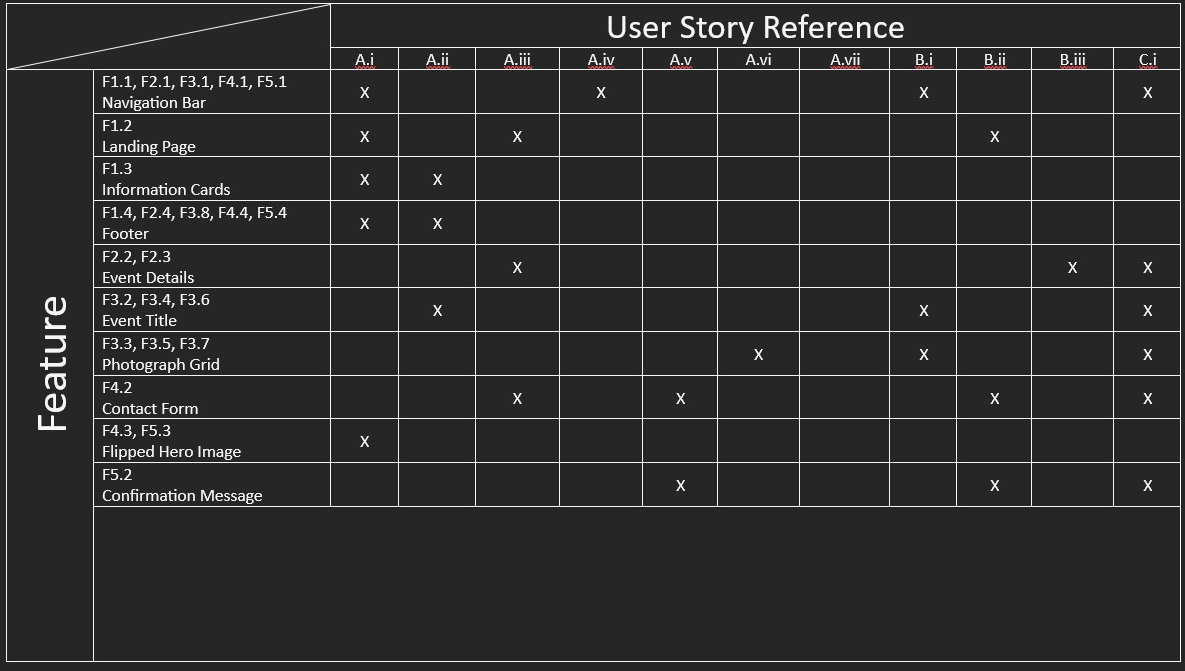 User Story Reference
A.i A.ii A.iii A.iv A.v A.vi A.vii B.i B.ii B.iii C.i
Feature
F1.1, F2.1, F3.1, F4.1, F5.1
Navigation Bar
X X X X
F1.2
Landing Page
X X X
F1.3
Information Cards
X X
F1.4, F2.4, F3.8, F4.4, F5.4
Footer
X X
F2.2, F2.3
Event Details
X X X
F3.2, F3.4, F3.6
Event Title
X X X
F3.3, F3.5, F3.7
Photograph Grid
X X X
F4.2
Contact Form
X X X X
F4.3, F5.3
Flipped Hero Image
X
F5.2
Confirmation Message
X X X